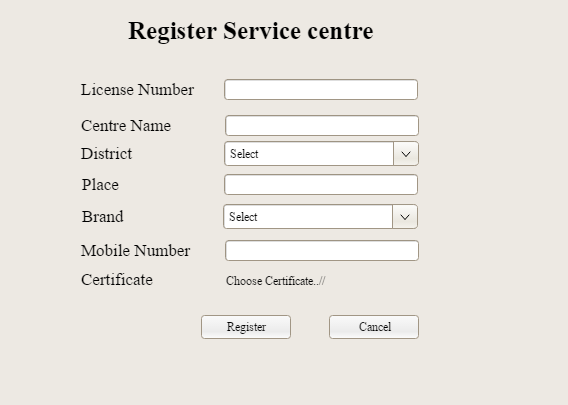 Register Service centre
License Number
Centre Name
District Select
Place
Brand Select
Mobile Number
Certificate Choose Certificate..//
Register Cancel